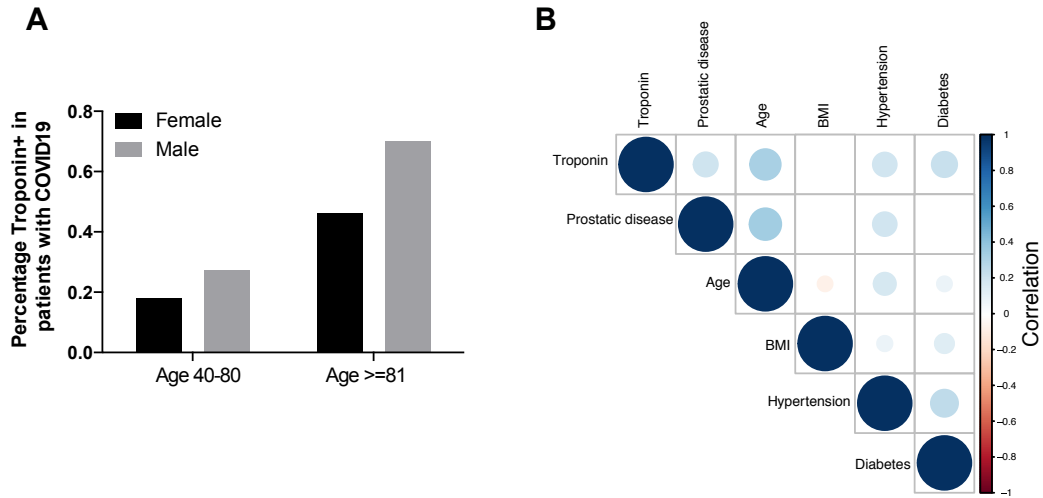 A
Percentage Troponin+ in
patients with COVID19
0.8
0.6
0.4
0.2
0.0
Female
Male
Age 40-80
Age >=81
B
Troponin
Prostatic disease
Age
BMI
Hypertension
Diabetes
Troponin
Prostatic disease
Age
BMI
Hypertension
Diabetes
1
0.8
0.6
0.4
0.2
0
−0.2
−0.4
−0.6
−0.8
−1
Correlation